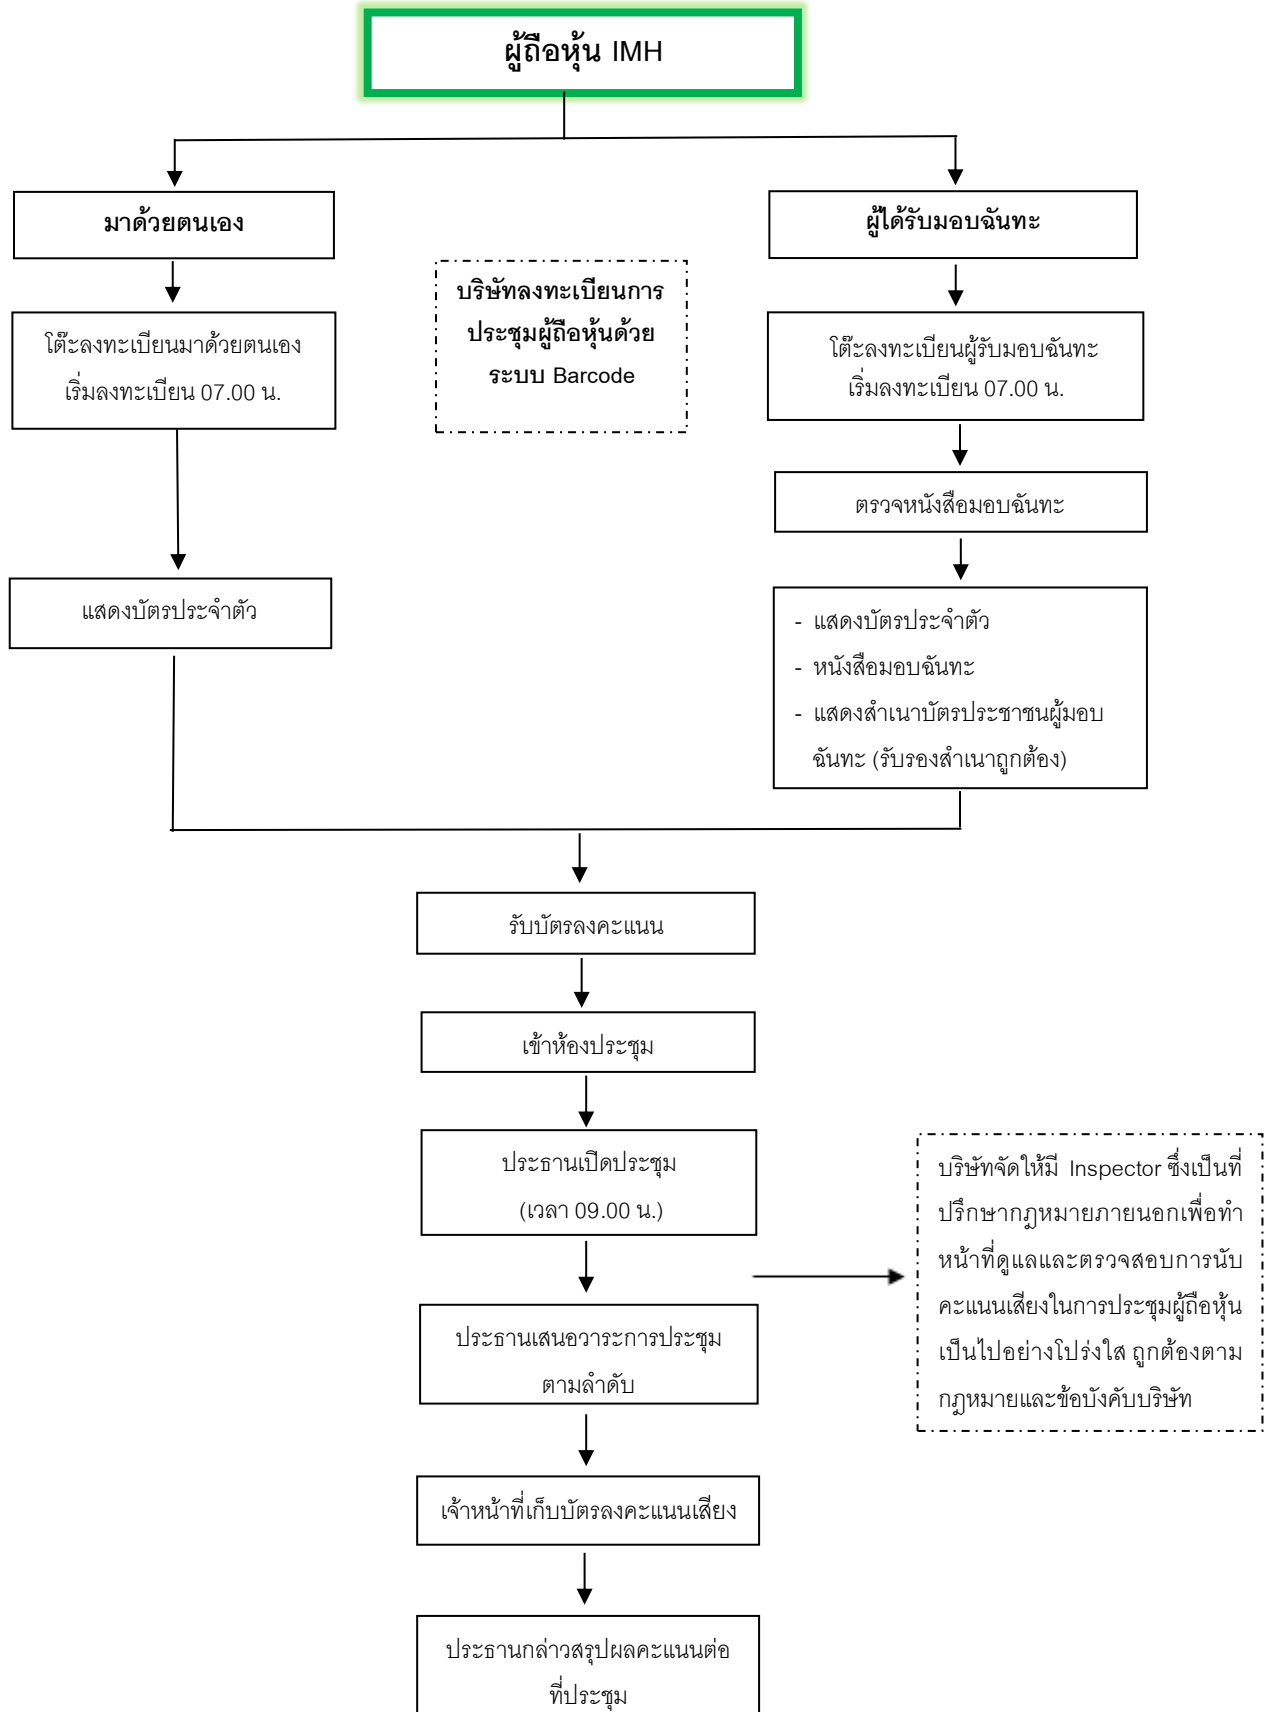 ผู้ถือหุ้น IMH
มาด้วยตนเอง
โต๊ะลงทะเบียนมาด้วยตนเอง
เริ่มลงทะเบียน 07.00 น.
แสดงบัตรประจำตัว
บริษัทลงทะเบียนการ
ประชุมผู้ถือหุ้นด้วย
ระบบ Barcode
ผู้ได้รับมอบฉันทะ
โต๊ะลงทะเบียนผู้รับมอบฉันทะ
เริ่มลงทะเบียน 07.00 น.
ตรวจหนังสือมอบฉันทะ
- แสดงบัตรประจำตัว
- หนังสือมอบฉันทะ
- แสดงสำเนาบัตรประชาชนผู้มอบ
ฉันทะ (รับรองสำเนาถูกต้อง)
รับบัตรลงคะแนน
เข้าห้องประชุม
ประธานเปิดประชุม
(เวลา 09.00 น.)
บริษัทจัดให้มี Inspector ซึ่งเป็นที่
ปรึกษากฎหมายภายนอกเพื่อทำ
หน้าที่ดูแลและตรวจสอบการนับ
คะแนนเสียงในการประชุมผู้ถือหุ้น
เป็นไปอย่างโปร่งใส ถูกต้องตาม
กฎหมายและข้อบังคับบริษัท
ประธานเสนอวาระการประชุม
ตามลำดับ
เจ้าหน้าที่เก็บบัตรลงคะแนนเสียง
ประธานกล่าวสรุปผลคะแนนต่อ
ที่ประชุม